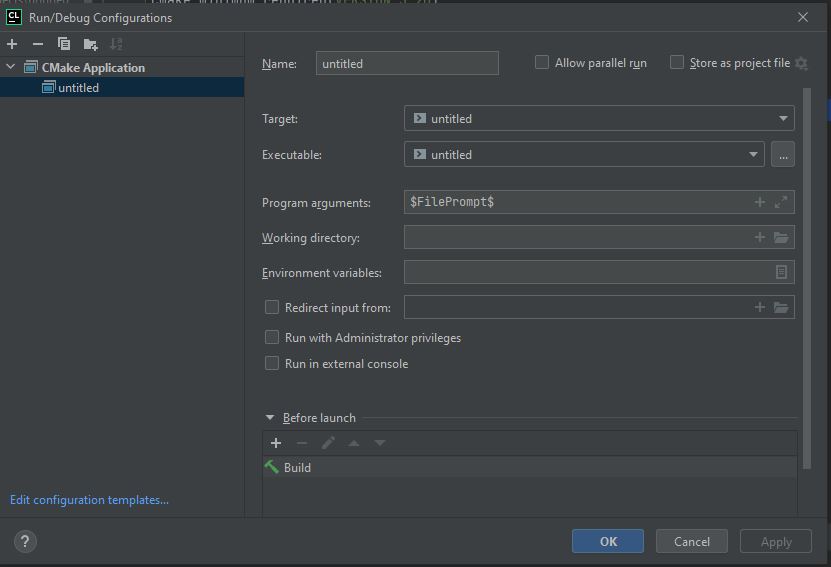 CL Run/Debug Configurations
CMake Application
untitled
Name: untitled Allow parallel run Store as project file
Target: untitled
Executable: untitled ...
Program arguments: $FilePrompt$
Working directory:
Environment variables:
Redirect input from:
Run with Administrator privileges
Run in external console
Before launch
Build
Edit configuration templates...
? OK Cancel Apply